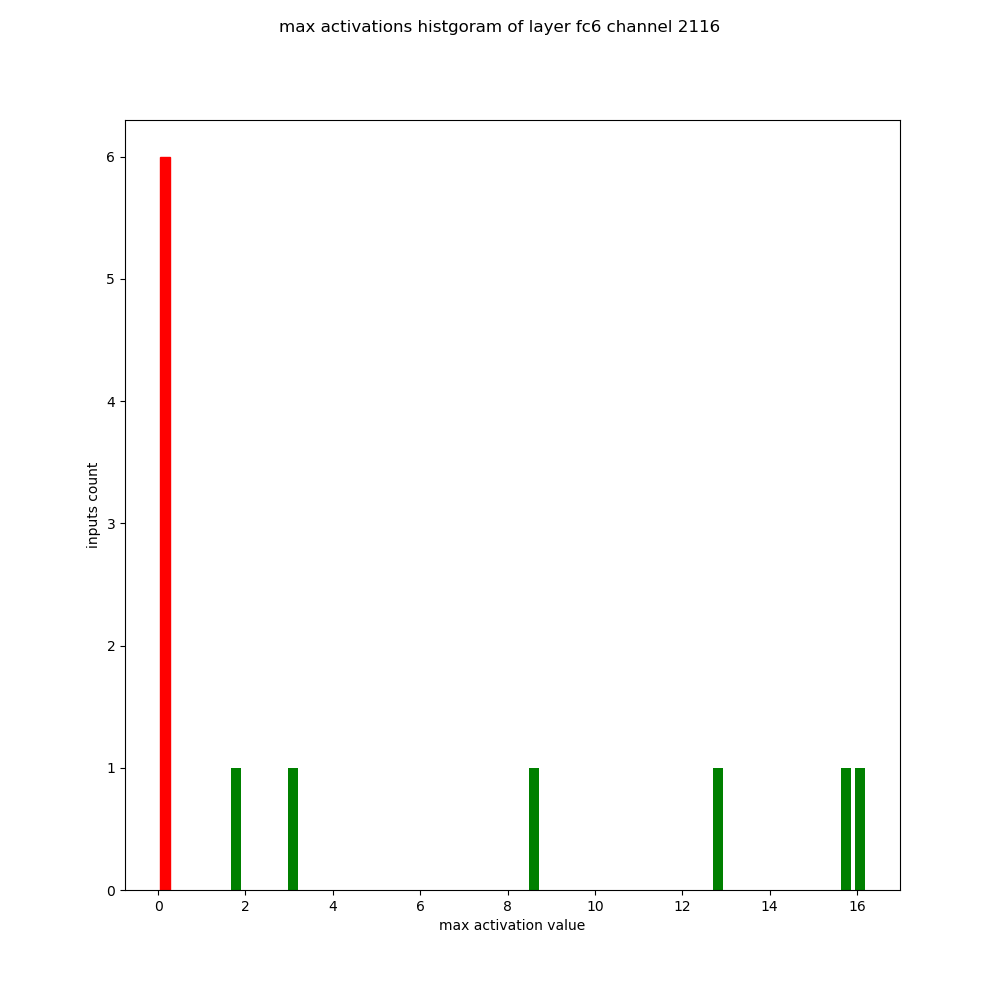 max activations histgoram of layer fc6 channel 2116
6
5
4
3
2
1
0
inputs count
0 2 4 6 8 10 12 14 16
max activation value